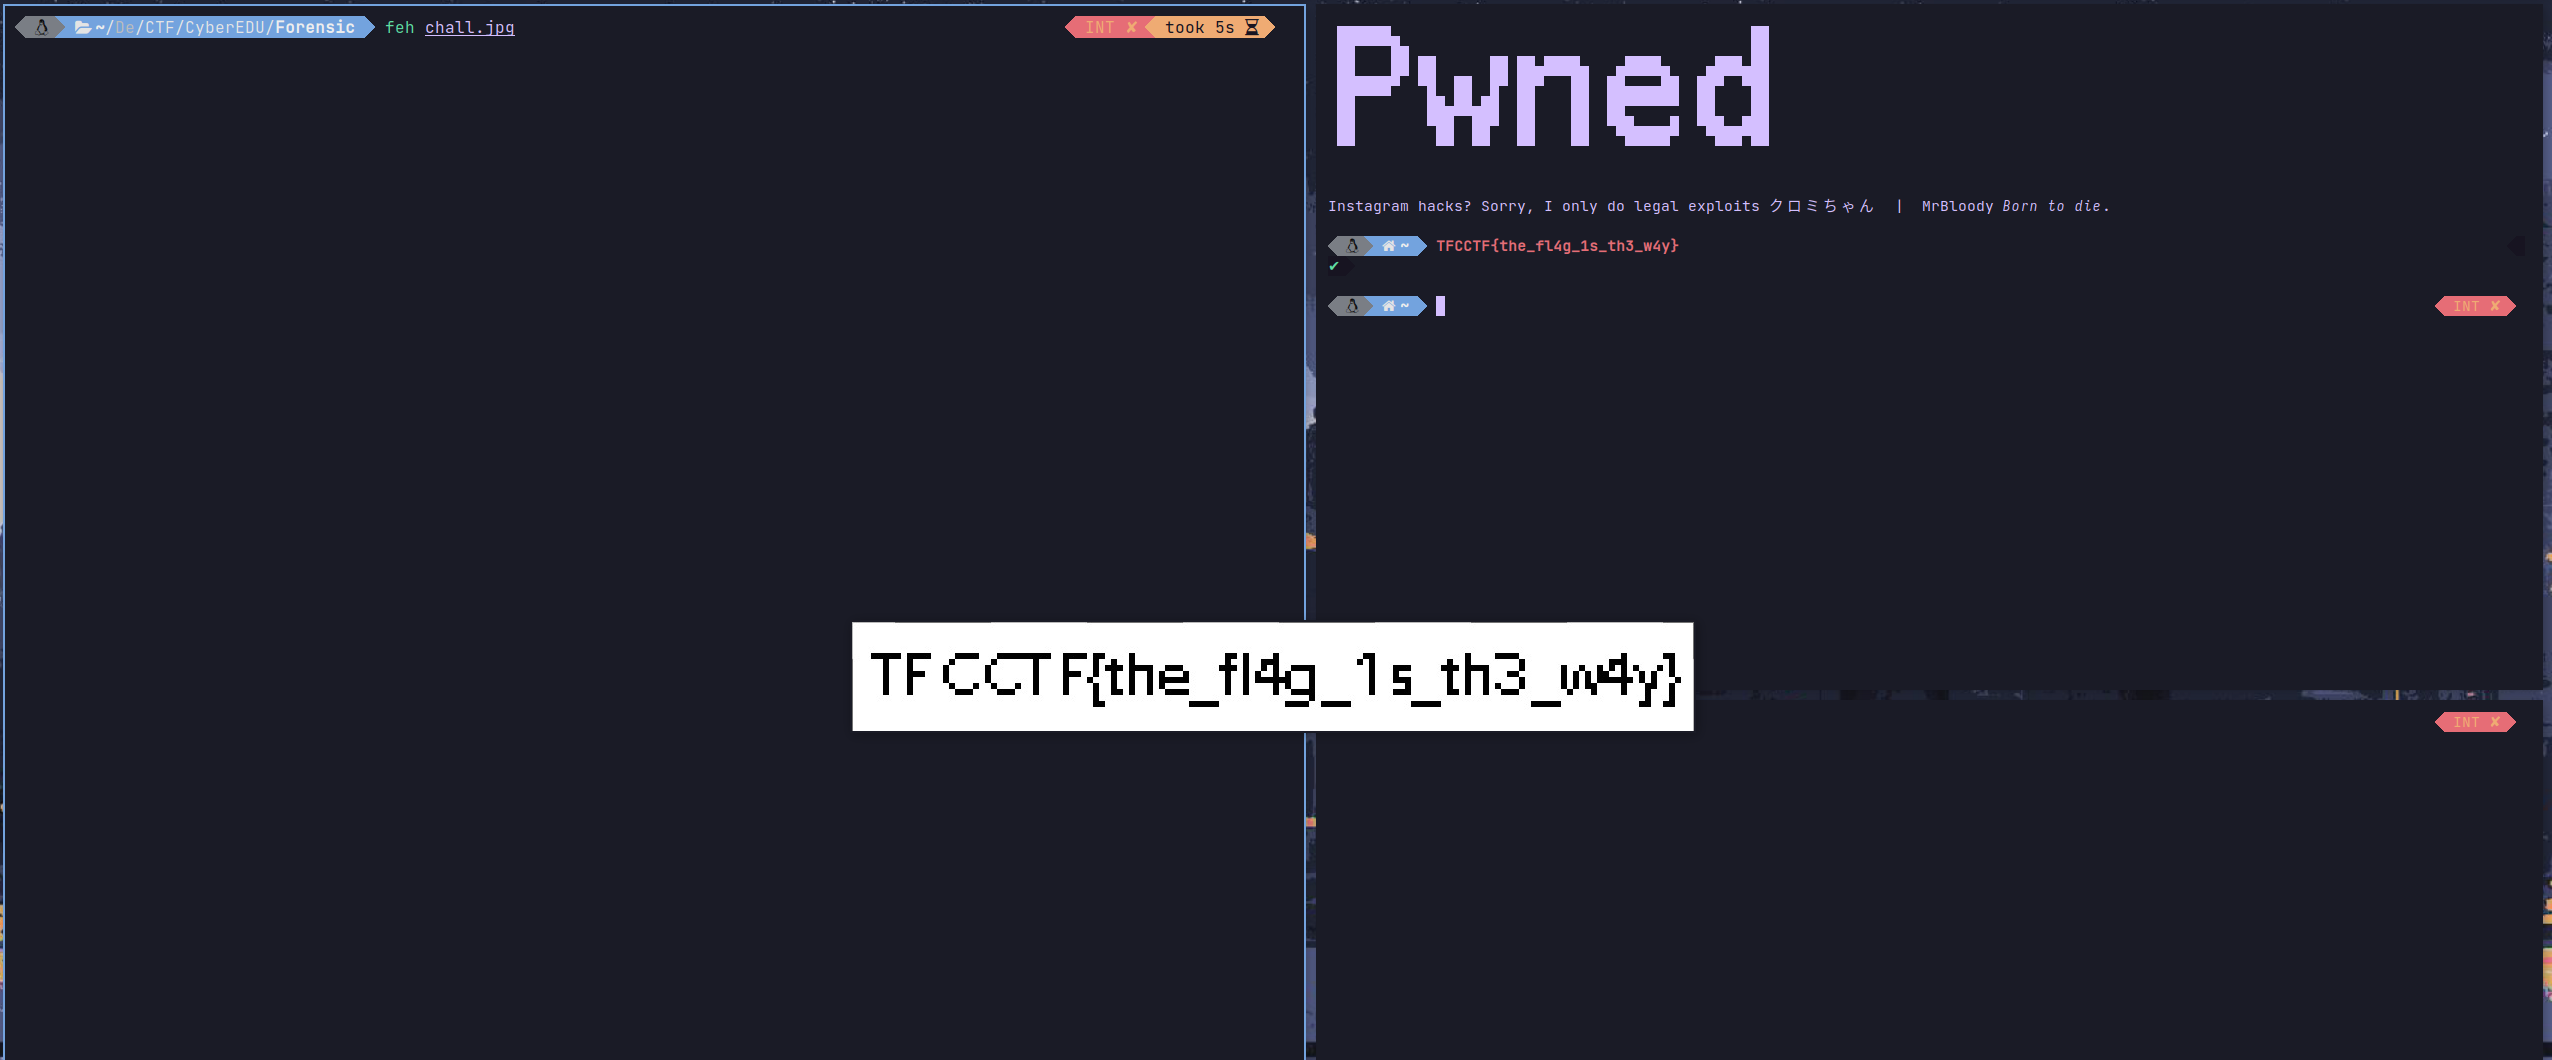 ~/De/CTF/CyberEDU/Forensic feh chall.jpg INT ✘ took 5s
Pwned
Instagram hacks? Sorry, I only do legal exploits クロミちゃん | MrBloody Born to die.
~ TFCCTF{the_fl4g_1s_th3_w4y}
✔
~ INT ✘
TFCCTF{the_fl4g_1s_th3_w4y}
INT ✘